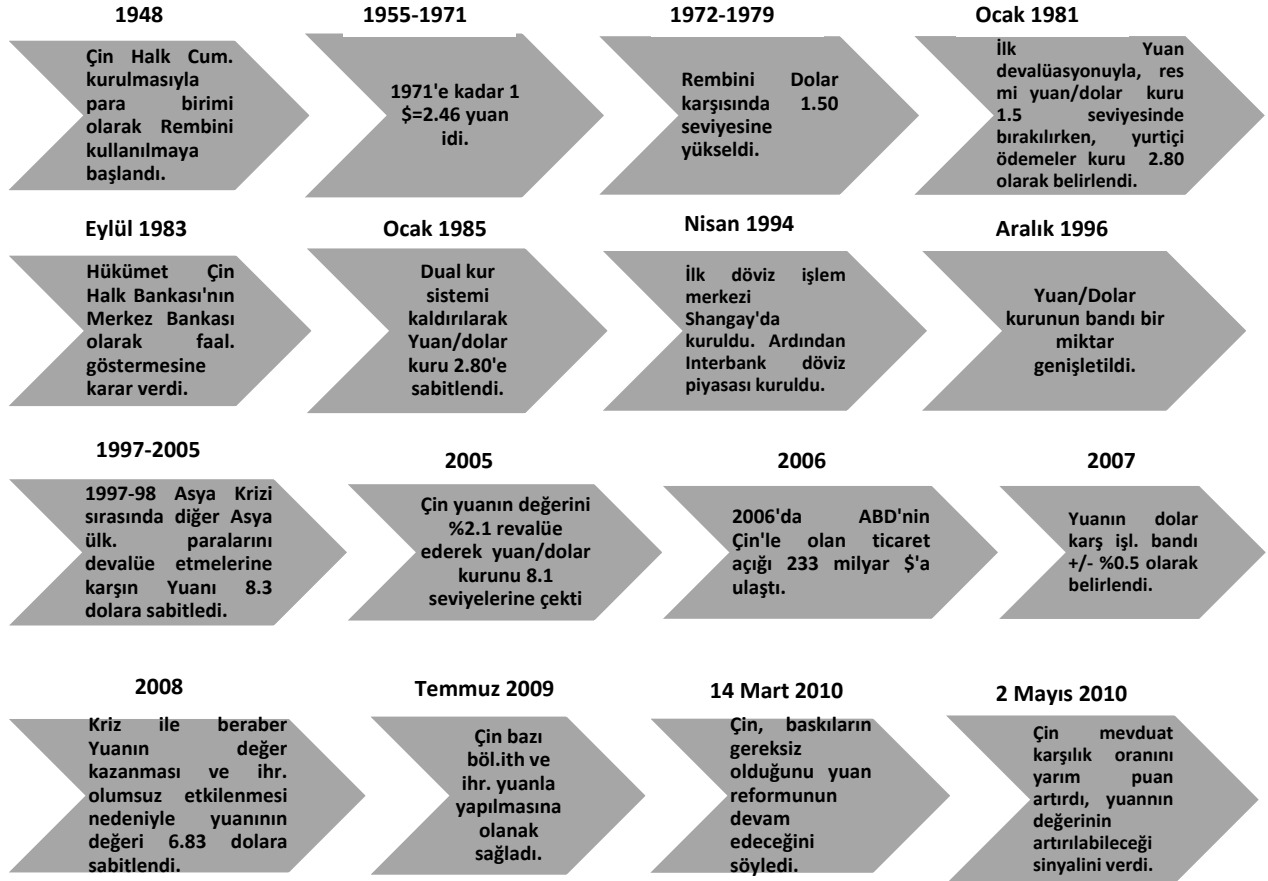 1948
Çin Halk Cum.
kurulmasıyla
para birimi
olarak Rembini
kullanılmaya
başlandı.
1955-1971
1971'e kadar 1
$=2.46 yuan
idi.
1972-1979
Rembini Dolar
karşısında 1.50
seviyesine
yükseldi.
Ocak 1981
İlk Yuan
devalüasyonuyla, res
mi yuan/dolar kuru
1.5 seviyesinde
bırakılırken, yurtiçi
ödemeler kuru 2.80
olarak belirlendi.
Eylül 1983
Hükümet Çin
Halk Bankası'nın
Merkez Bankası
olarak faal.
göstermesine
karar verdi.
Ocak 1985
Dual kur
sistemi
kaldırılarak
Yuan/dolar
kuru 2.80'e
sabitlendi.
Nisan 1994
İlk döviz işlem
merkezi
Shangay'da
kuruldu. Ardından
Interbank döviz
piyasası kuruldu.
Aralık 1996
Yuan/Dolar
kurunun bandı bir
miktar
genişletildi.
1997-2005
1997-98 Asya Krizi
sırasında diğer Asya
ülk. paralarını
devalüe etmelerine
karşın Yuanı 8.3
dolara sabitledi.
2005
Çin yuanın değerini
%2.1 revalüe
ederek yuan/dolar
kurunu 8.1
seviyelerine çekti
2006
2006'da ABD'nin
Çin'le olan ticaret
açığı 233 milyar $'a
ulaştı.
2007
Yuanın dolar
karş işl. bandı
+/- %0.5 olarak
belirlendi.
2008
Kriz ile beraber
Yuanın değer
kazanması ve ihr.
olumsuz etkilenmesi
nedeniyle yuanının
değeri 6.83 dolara
sabitlendi.
Temmuz 2009
Çin bazı
böl.ith ve
ihr. yuanla
yapılmasına
olanak
sağladı.
14 Mart 2010
Çin, baskıların
gereksiz
olduğunu yuan
reformunun
devam
edeceğini
söyledi.
2 Mayıs 2010
Çin mevduat
karşılık oranını
yarım puan
artırdı, yuannın
değerinin
artırılabileceği
sinyalini verdi.